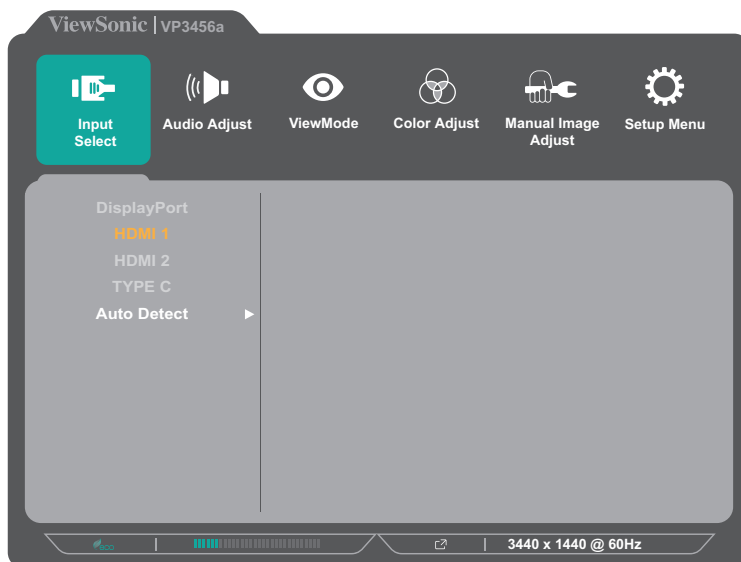 ViewSonic | VP3456a
Input
Select
Audio Adjust
ViewMode
Color Adjust
Manual Image
Adjust
Setup Menu
DisplayPort
HDMI 1
HDMI 2
TYPE C
Auto Detect
eco
3440 x 1440 @ 60Hz